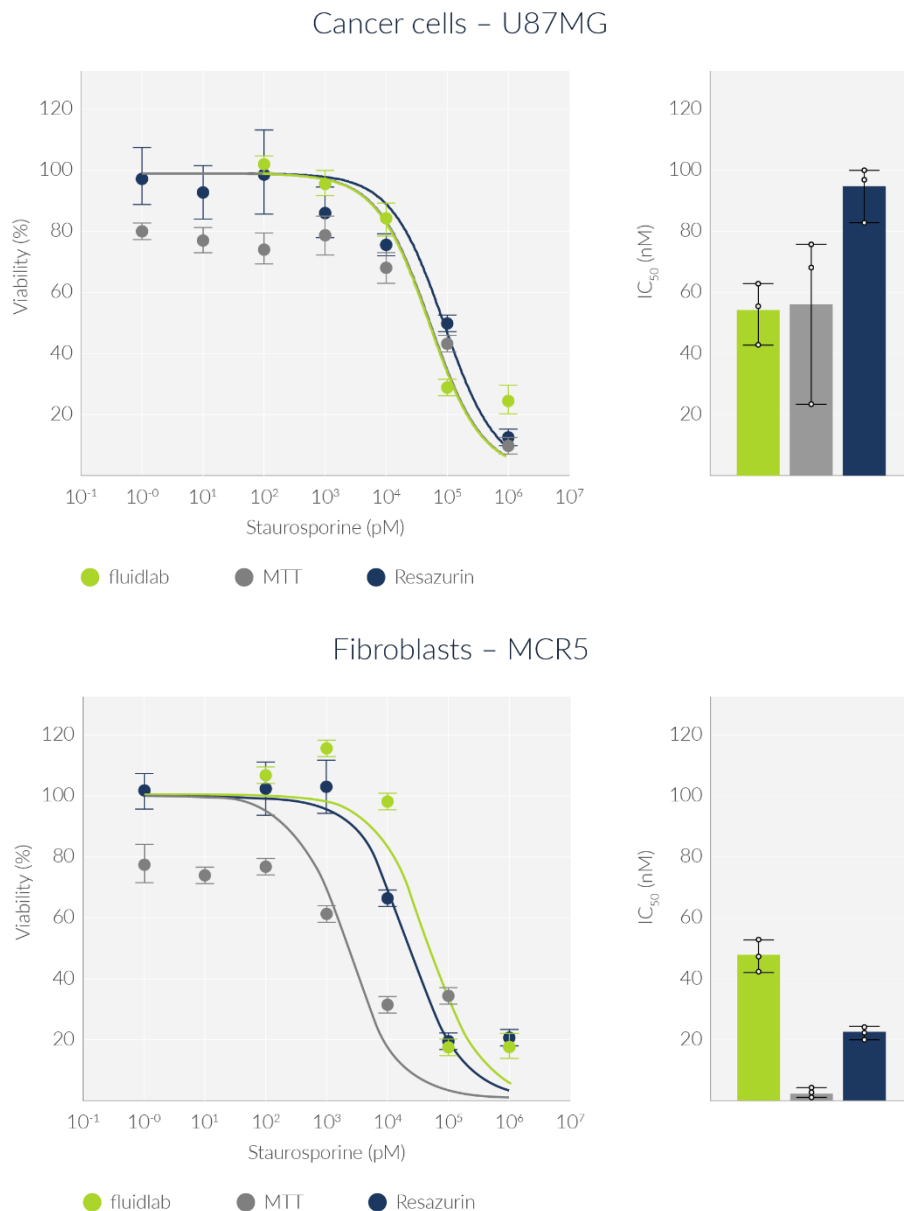 Cancer cells – U87MG
120
100
80
60
40
20
Viability (%)
10⁻¹ 10⁻⁰ 10¹ 10² 10³ 10⁴ 10⁵ 10⁶ 10⁷
Staurosporine (pM)
fluidlab MTT Resazurin
120
100
80
60
40
20
IC₅₀ (nM)
Fibroblasts – MCR5
120
100
80
60
40
20
Viability (%)
10⁻¹ 10⁻⁰ 10¹ 10² 10³ 10⁴ 10⁵ 10⁶ 10⁷
Staurosporine (pM)
fluidlab MTT Resazurin
120
100
80
60
40
20
IC₅₀ (nM)